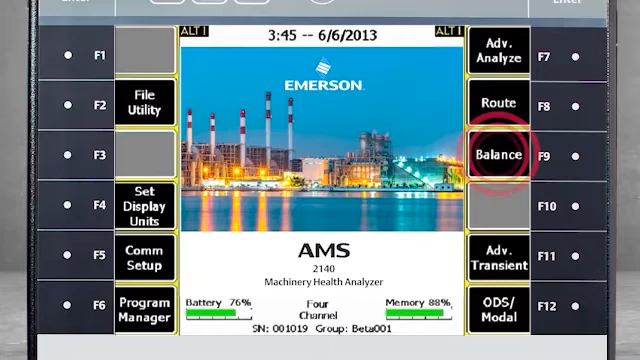 Enter
Enter
ALT1
3:45 -- 6/6/2013
ALT1
F1
Adv.
Analyze
F7
EMERSON
F2
File
Utility
Route
F8
F3
Balance
F9
F4
Set
Display
Units
F10
F5
Comm
Setup
AMS
2140
Machinery Health Analyzer
Adv.
Transient
F11
F6
Program
Manager
Battery 76%
Four
Channel
Memory 88%
ODS/
Modal
F12
SN: 001019 Group: Beta001